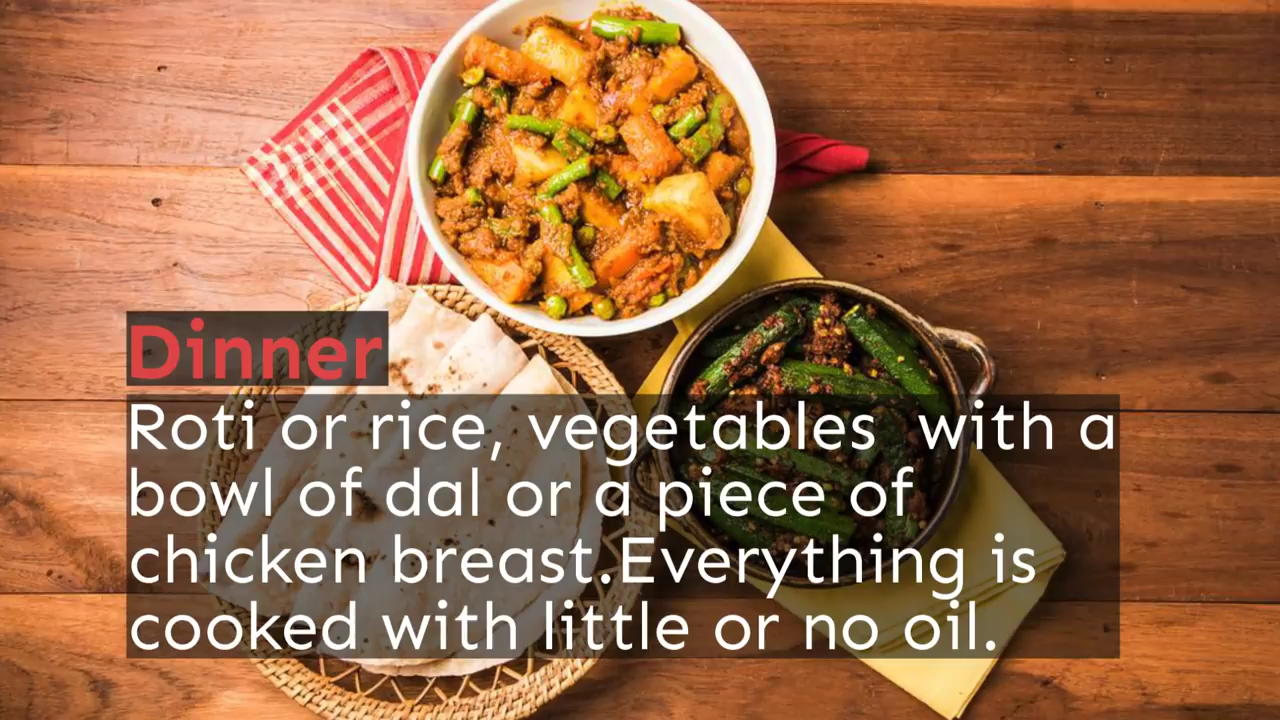 Dinner
Roti or rice, vegetables  with a
bowl of dal or a piece of
chicken breast.Everything is
cooked with little or no oil.